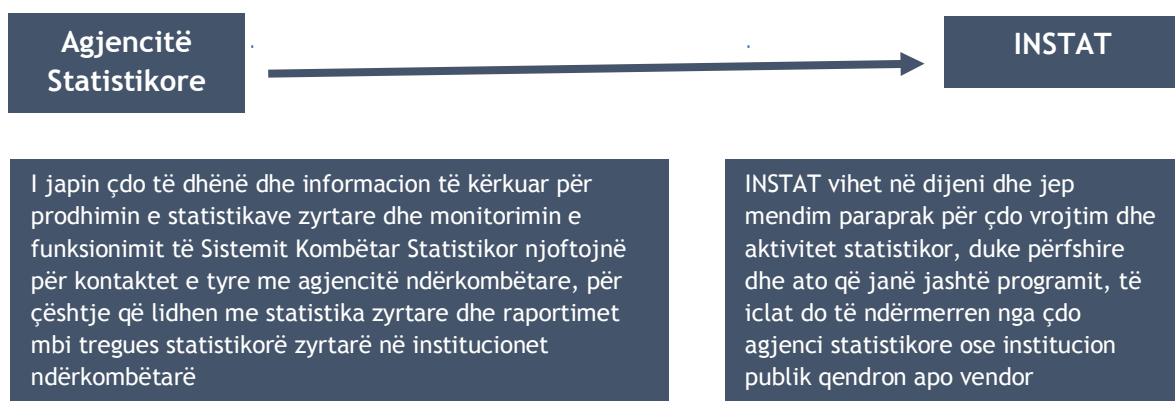 Agjencitë
Statistikore
INSTAT
I japin çdo të dhënë dhe informacion të kërkuar për
prodhimin e statistikave zyrtare dhe monitorimin e
funksionimit të Sistemit Kombëtar Statistikor njoftojnë
për kontaktet e tyre me agjencitë ndërkombëtare, për
çështje që lidhen me statistika zyrtare dhe raportimet
mbi tregues statistikorë zyrtarë në institucionet
ndërkombëtarë
INSTAT vihet në dijeni dhe jep
mendim paraprak për çdo vrojtim dhe
aktivitet statistikor, duke përfshire
dhe ato që janë jashtë programit, të
iclat do të ndërmerren nga çdo
agjenci statistikore ose institucion
publik qendron apo vendor